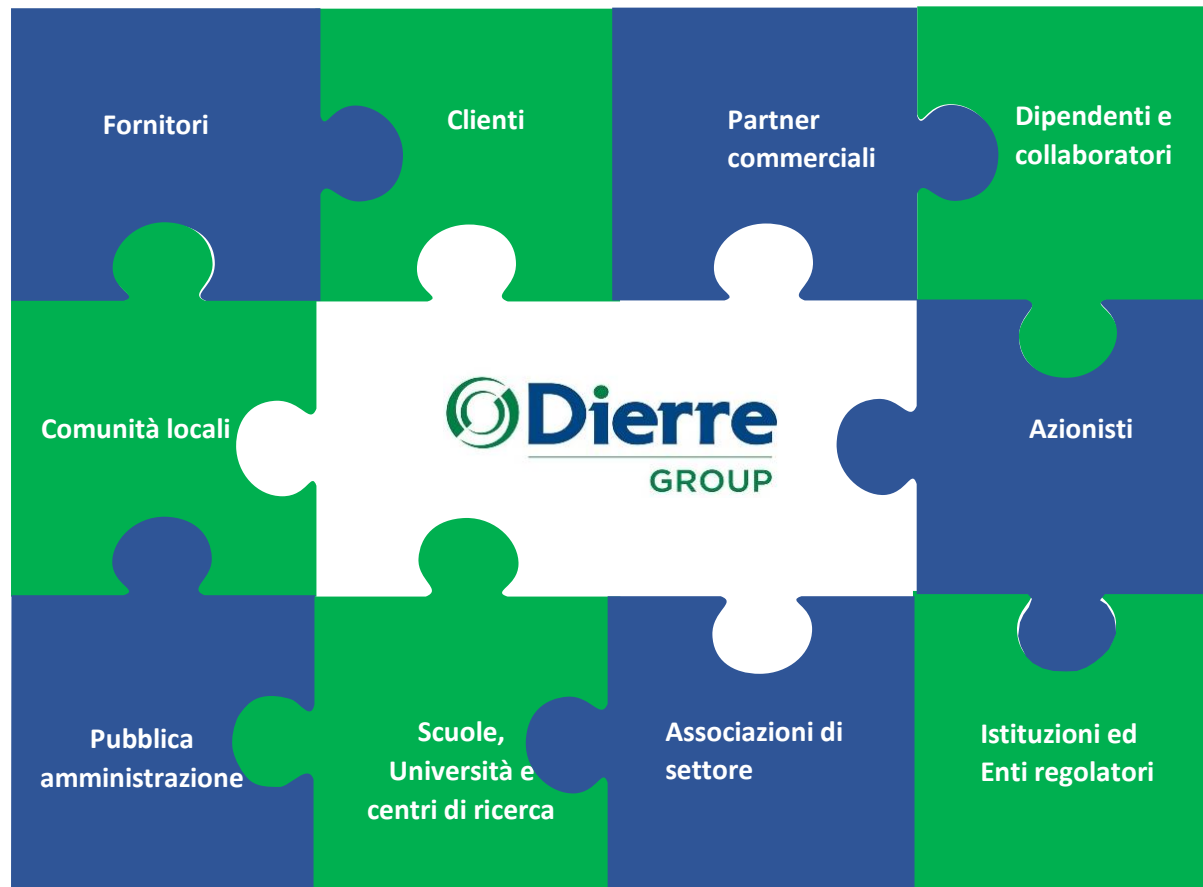 Fornitori
Clienti
Partner
commerciali
Dipendenti e
collaboratori
Comunità locali
Dierre
GROUP
Azionisti
Pubblica
amministrazione
Scuole,
Università e
centri di ricerca
Associazioni di
settore
Istituzioni ed
Enti regolatori